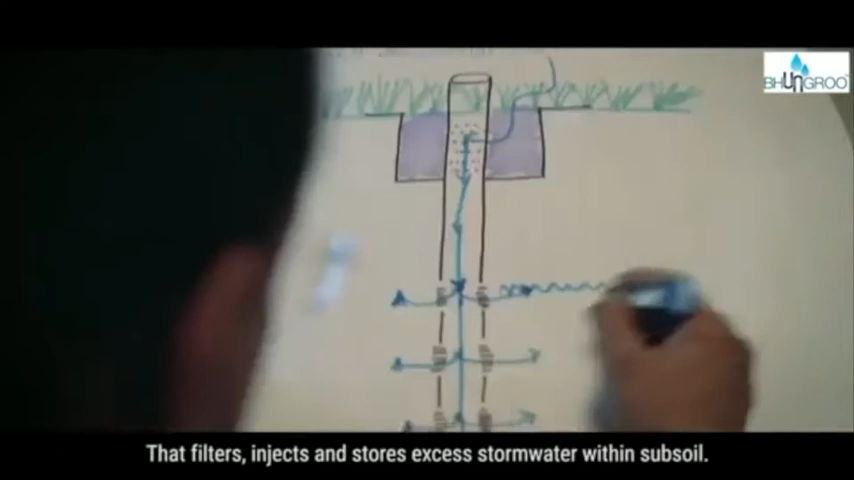 BHUNGROO
That filters, injects and stores excess stormwater within subsoil.